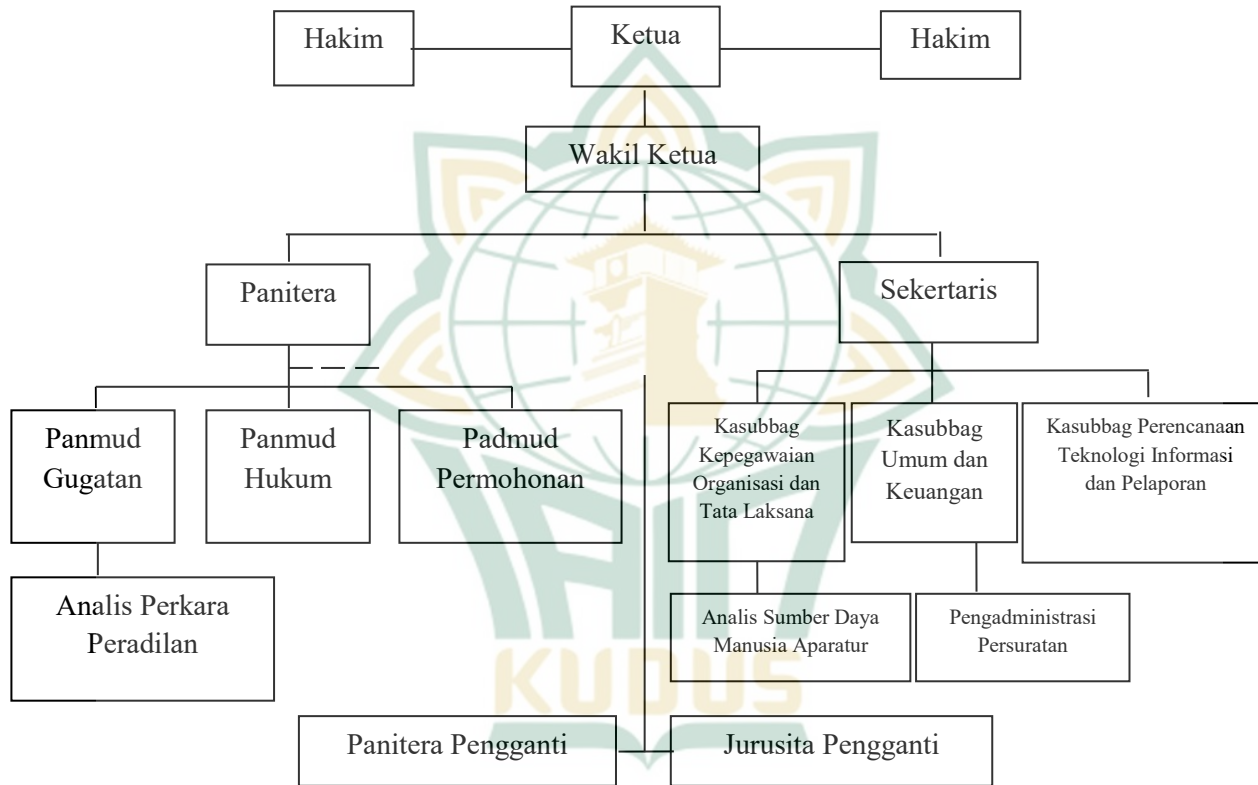 Hakim
Ketua
Hakim
Wakil Ketua
Panitera
Sekertaris
Panmud
Gugatan
Panmud
Hukum
Padmud
Permohonan
Kasubbag
Kepegawaian
Organisasi dan
Tata Laksana
Kasubbag
Umum dan
Keuangan
Kasubbag Perencanaan
Teknologi Informasi
dan Pelaporan
Analis Perkara
Peradilan
Analis Sumber Daya
Manusia Aparatur
Pengadministrasi
Persuratan
Panitera Pengganti
Jurusita Pengganti
IAIN
KUDUS